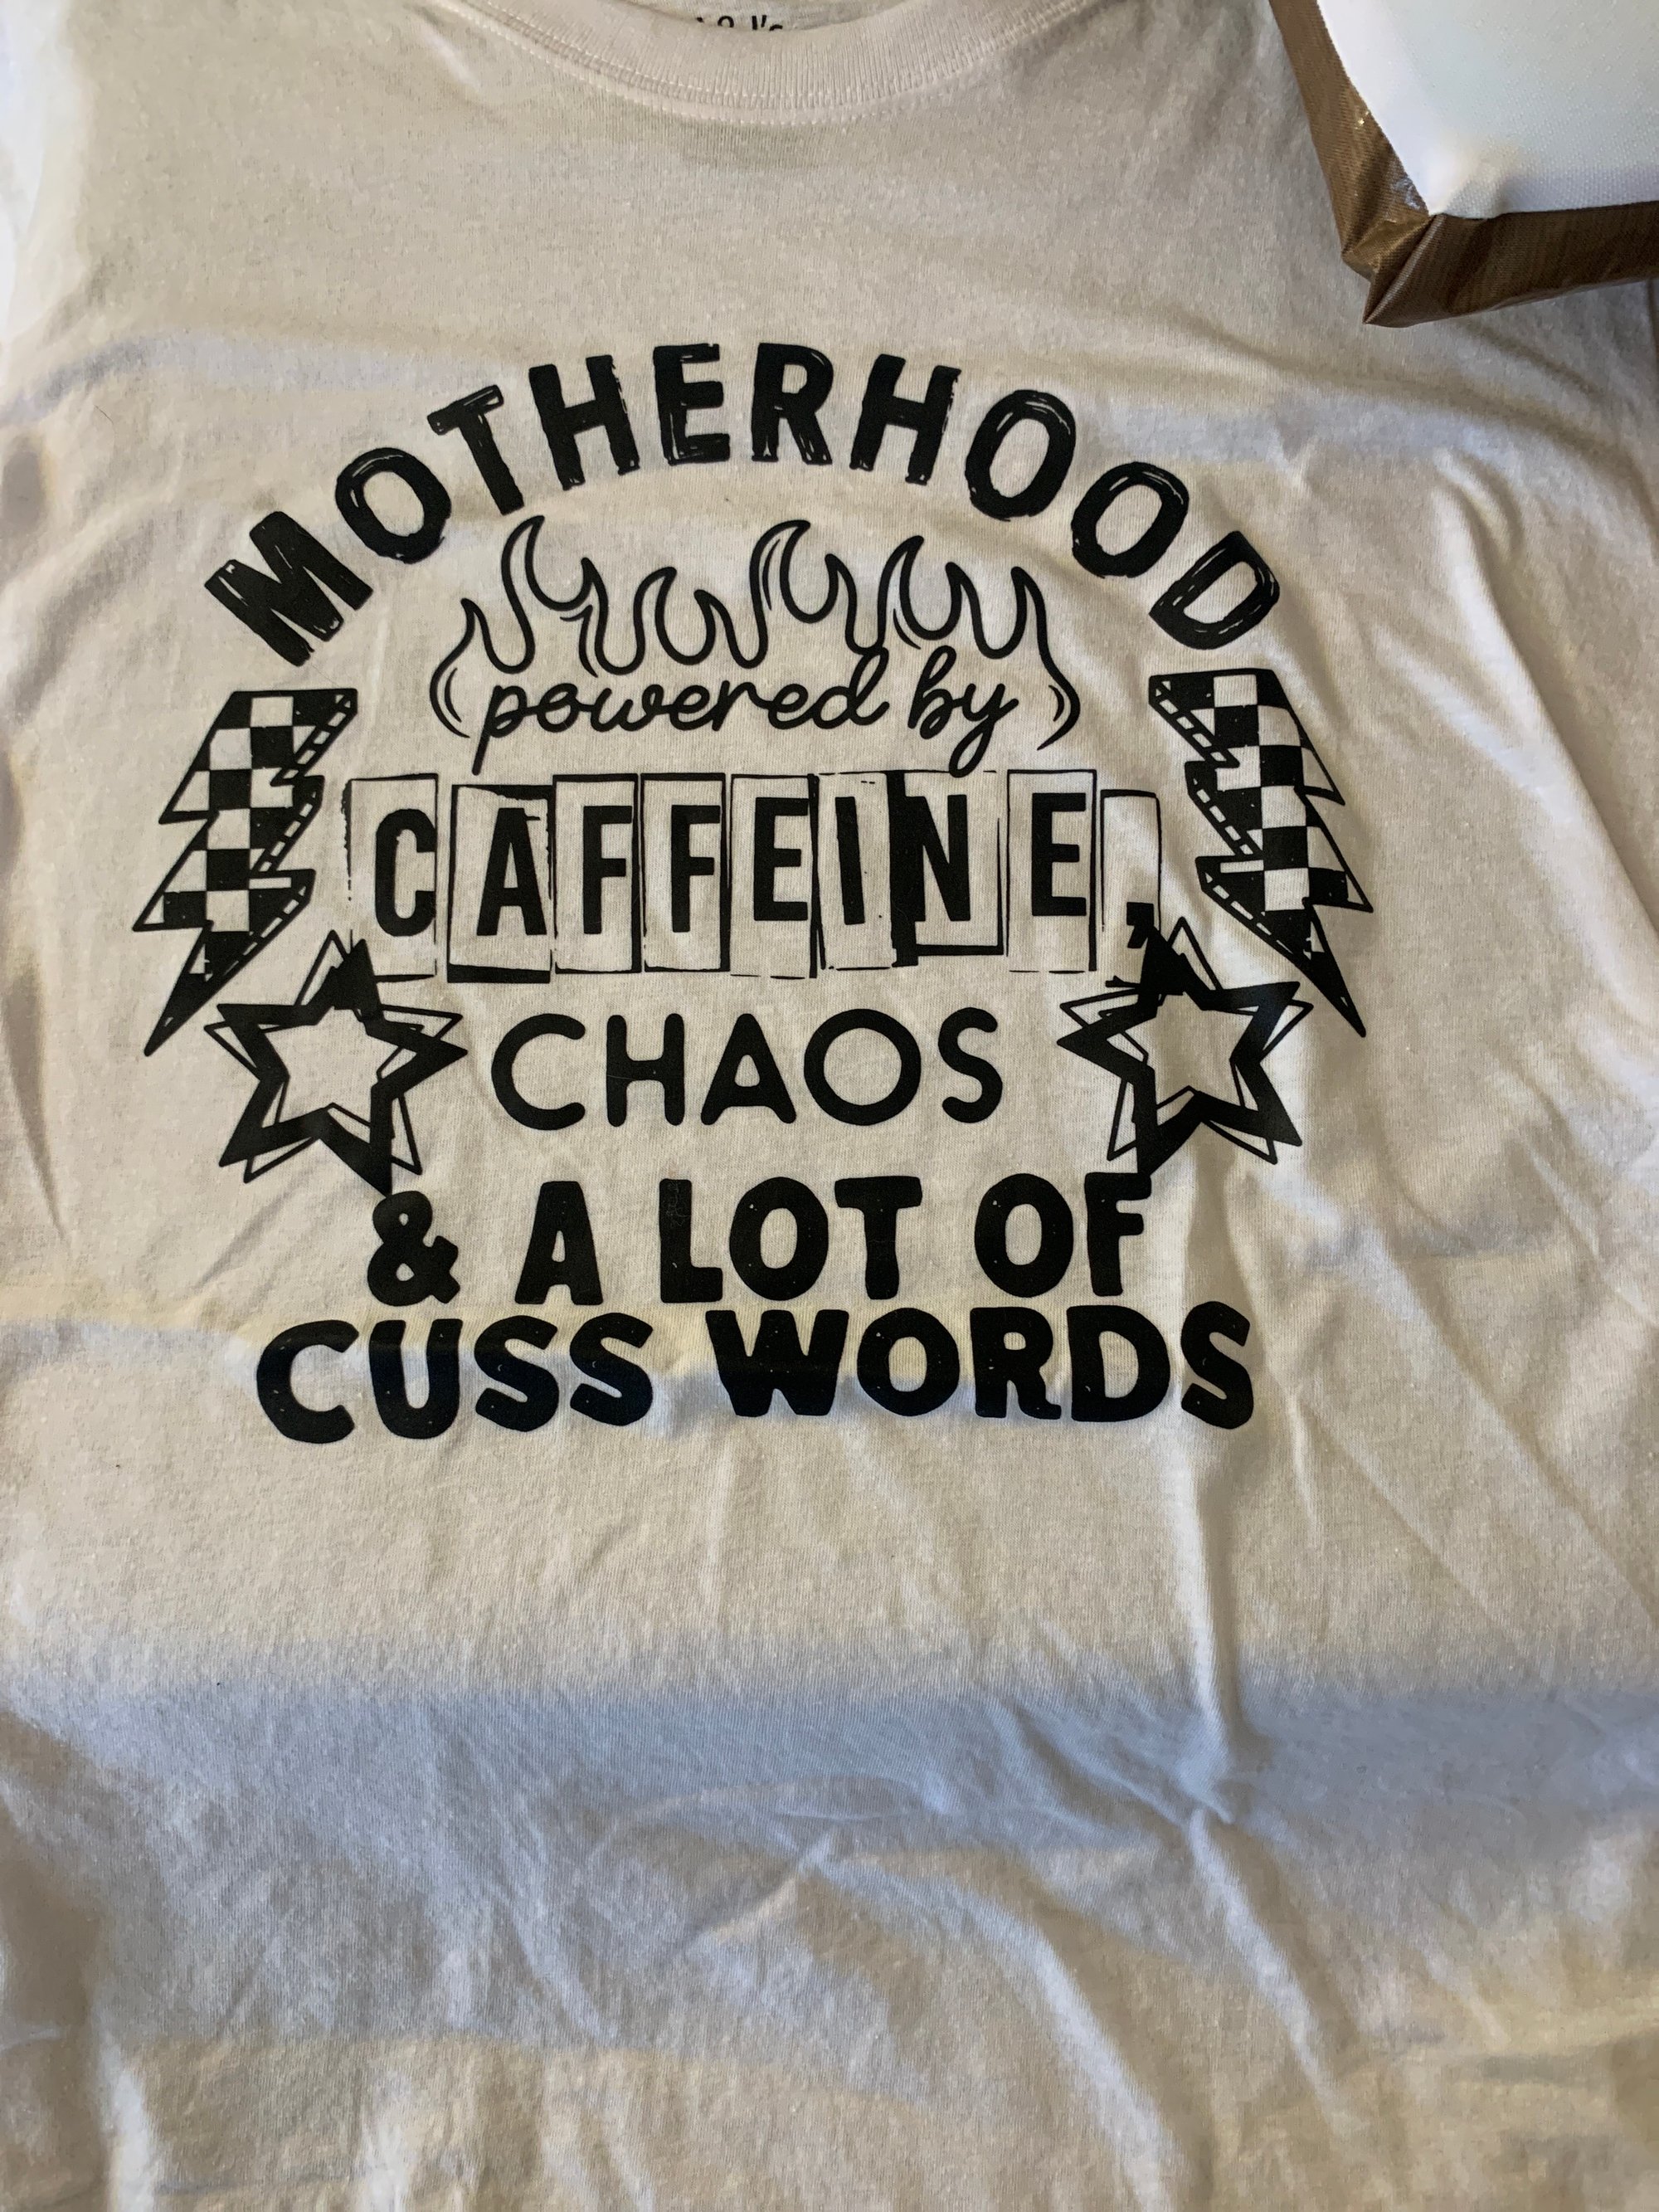 MOTHERHOOD
powered by
CAFFEINE,
CHAOS
& A LOT OF
CUSS WORDS